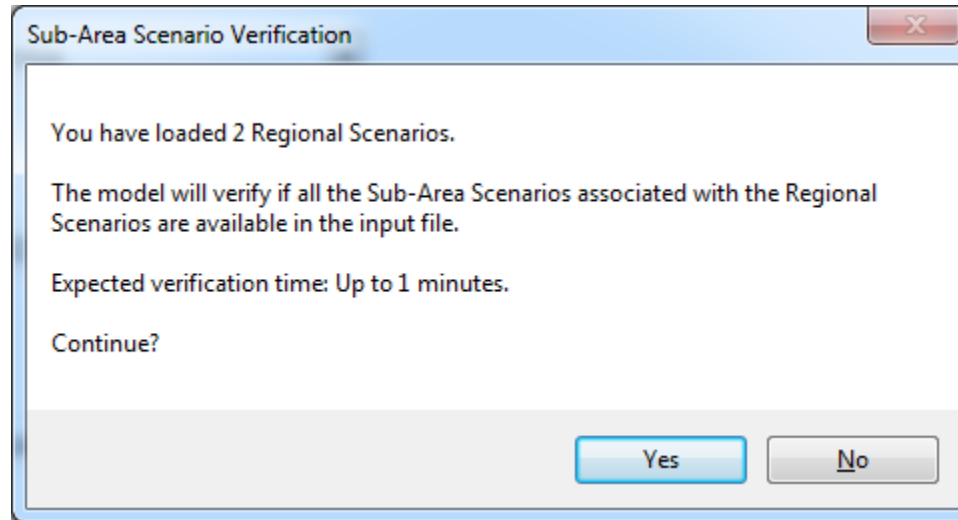 Sub-Area Scenario Verification
You have loaded 2 Regional Scenarios.
The model will verify if all the Sub-Area Scenarios associated with the Regional
Scenarios are available in the input file.
Expected verification time: Up to 1 minutes.
Continue?
Yes
No